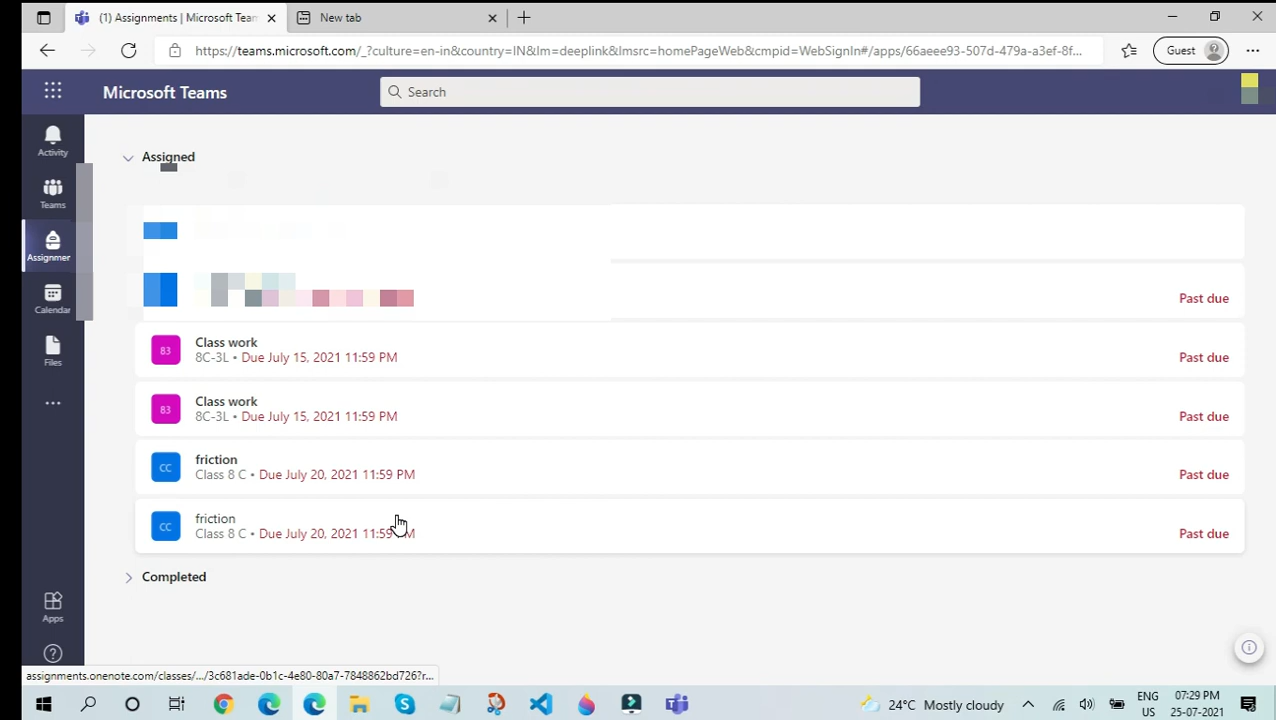 (1) Assignments | Microsoft Team
New tab
https://teams.microsoft.com/_?culture=en-in&country=IN&lm=deeplink&lmsrc=homePageWeb&cmpid=WebSignIn#/apps/66aeee93-507d-479a-a3ef-8f...
Guest
Microsoft Teams
Search
Activity
Teams
Assignmer
Calendar
Files
Apps
Assigned
Past due
83
Class work
8C-3L • Due July 15, 2021 11:59 PM
Past due
83
Class work
8C-3L • Due July 15, 2021 11:59 PM
Past due
CC
friction
Class 8 C • Due July 20, 2021 11:59 PM
Past due
CC
friction
Class 8 C • Due July 20, 2021 11:59 PM
Past due
Completed
assignments.onenote.com/classes/.../3c681ade-0b1c-4e80-80a7-7848862bd726?r...
24°C Mostly cloudy
ENG
US
07:29 PM
25-07-2021